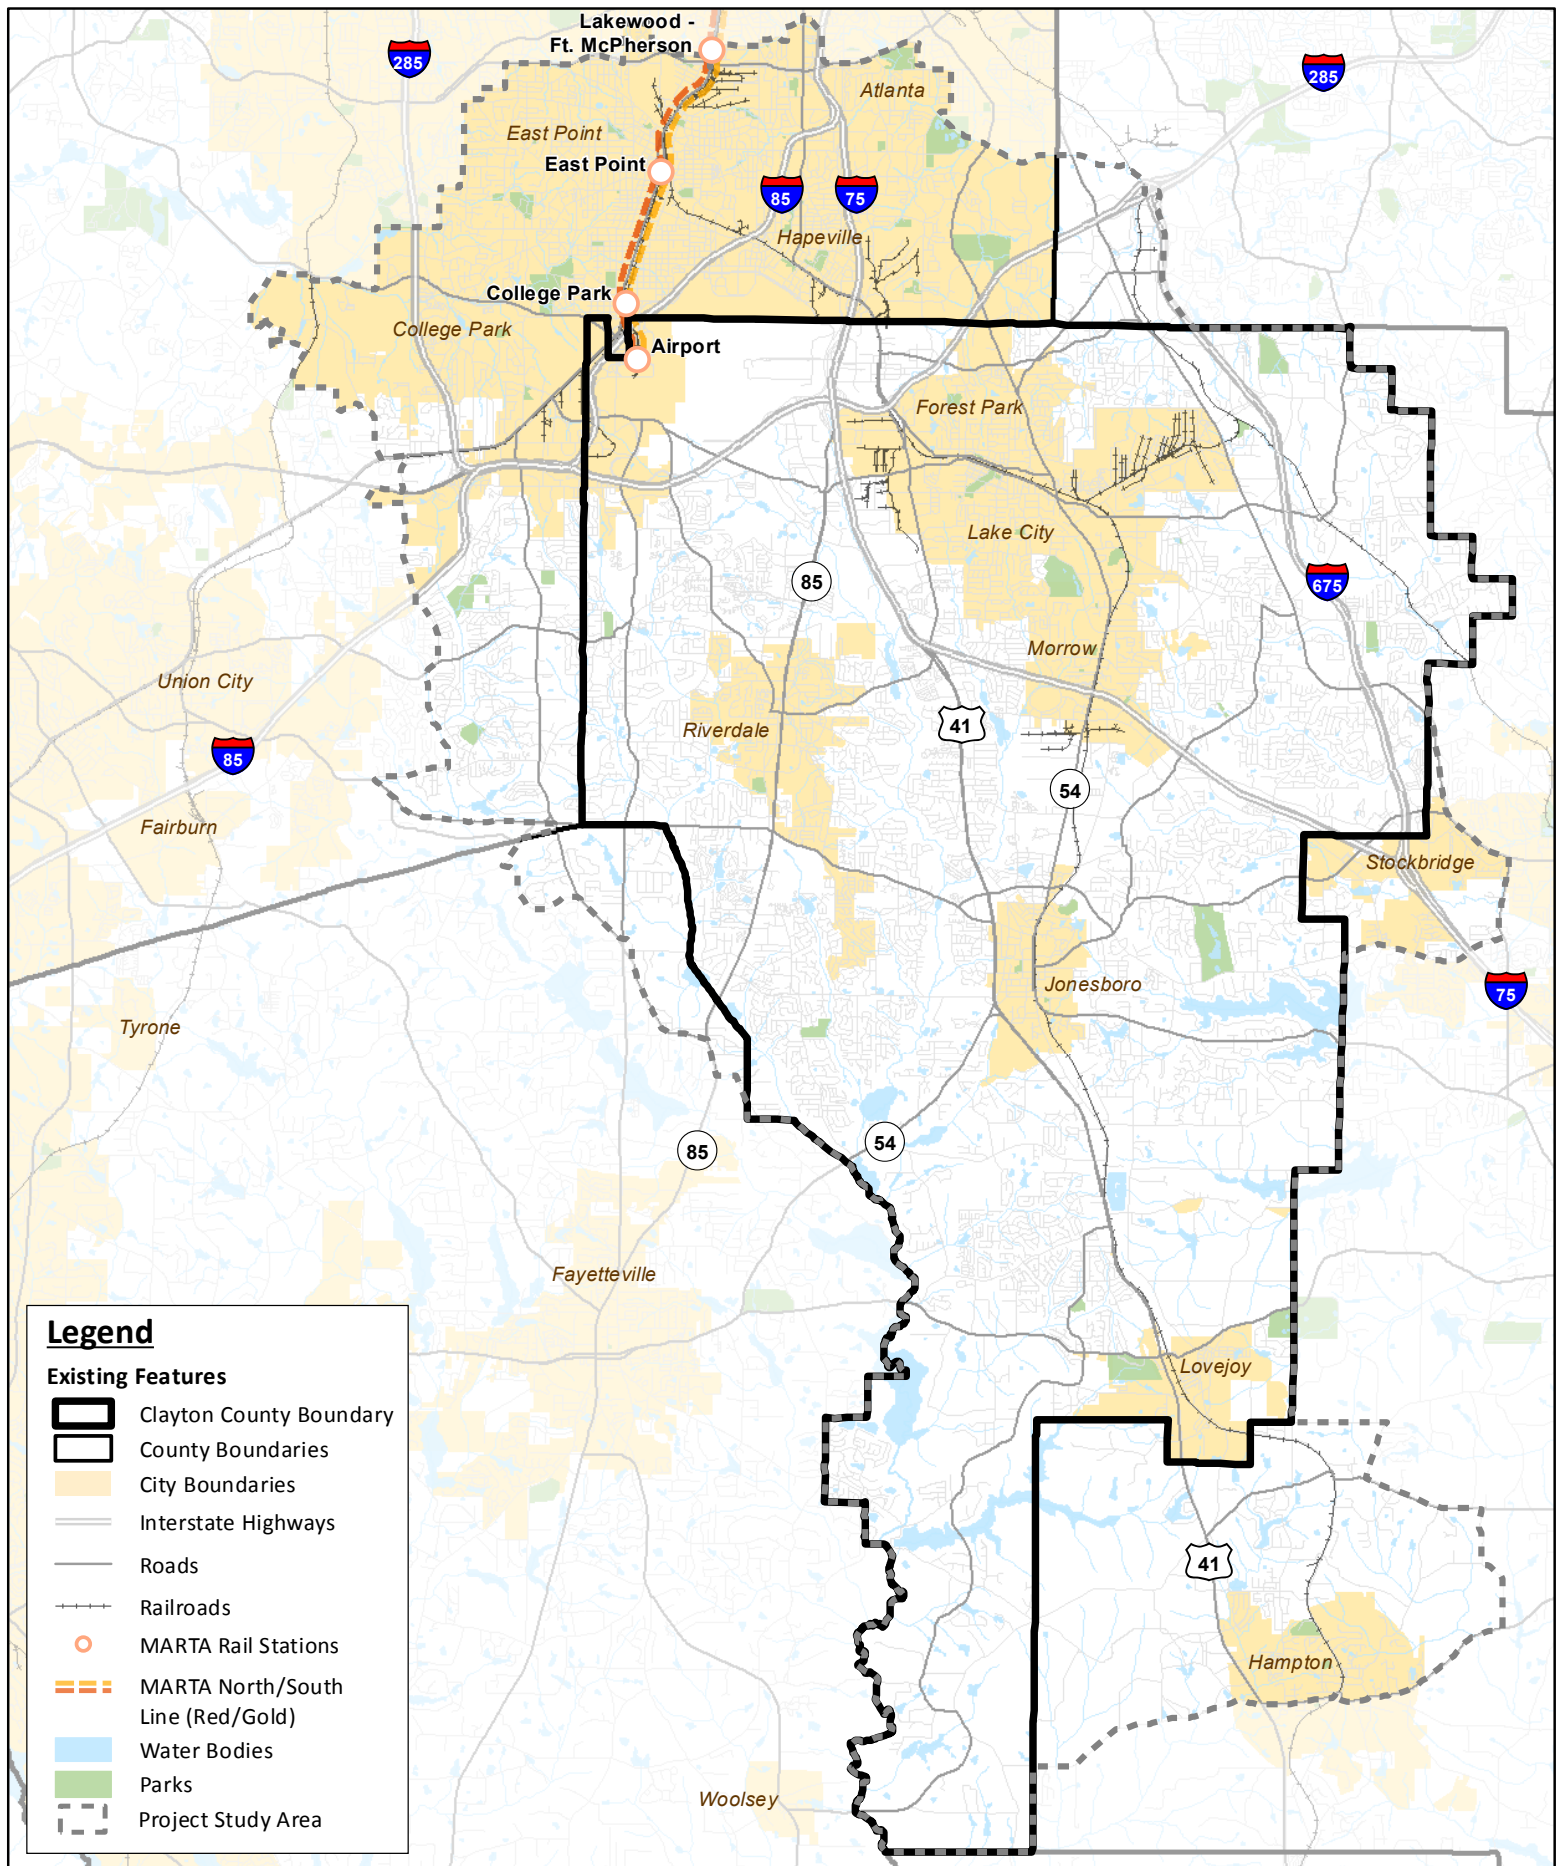 Lakewood -
Ft. McPherson
285
285
Atlanta
East Point
East Point
85
75
Hapeville
College Park
College Park
Airport
Forest Park
Lake City
85
675
Morrow
Union City
Riverdale
41
85
54
Fairburn
Stockbridge
Jonesboro
75
Tyrone
54
85
Fayetteville
Lovejoy
41
Hampton
Woolsey
Legend
Existing Features
Clayton County Boundary
County Boundaries
City Boundaries
Interstate Highways
Roads
Railroads
MARTA Rail Stations
MARTA North/South
Line (Red/Gold)
Water Bodies
Parks
Project Study Area